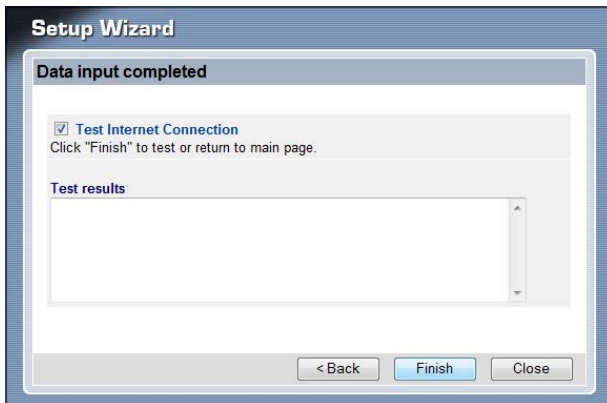 Setup Wizard
Data input completed
Test Internet Connection
Click "Finish" to test or return to main page.
Test results
< Back Finish Close